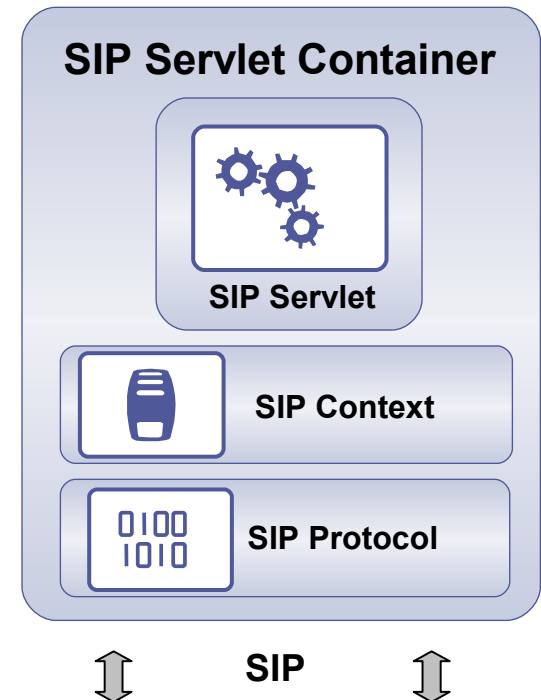 SIP Servlet Container
SIP Servlet
SIP Context
0100
1010
SIP Protocol
SIP